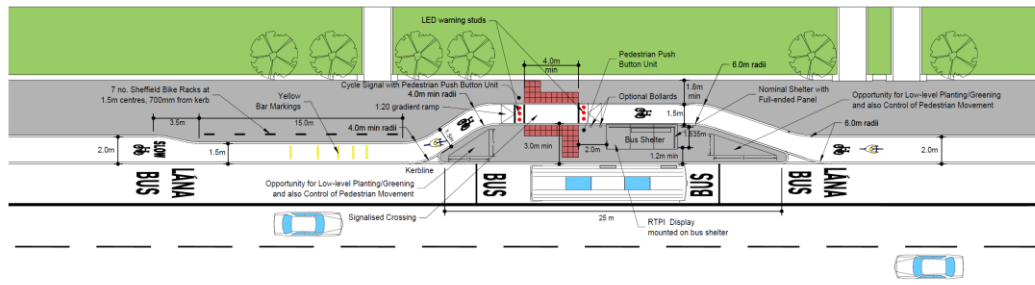 LED warning studs
4.0m
min
Pedestrian Push
Button Unit
6.0m radii
7 no. Sheffield Bike Racks at
1.5m centres, 700mm from kerb
Yellow
Bar Markings
Cycle Signal with Pedestrian Push Button Unit
4.0m min radii
1:20 gradient ramp
1.8m
min
Optional Bollards
Nominal Shelter with
Full-ended Panel
Opportunity for Low-level Planting/Greening
and also Control of Pedestrian Movement
3.5m
15.0m
4.0m min radii
1.5m
1.5m
6.0m radii
2.0m
SLOW
1.5m
3.0m min
2.0m
Bus Shelter
1.2m min
2.0m
Kerbline
Opportunity for Low-level Planting/Greening
and also Control of Pedestrian Movement
LÁNA
BUS
BUS
BUS
LÁNA
BUS
Signalised Crossing
25 m
RTPI Display
mounted on bus shelter